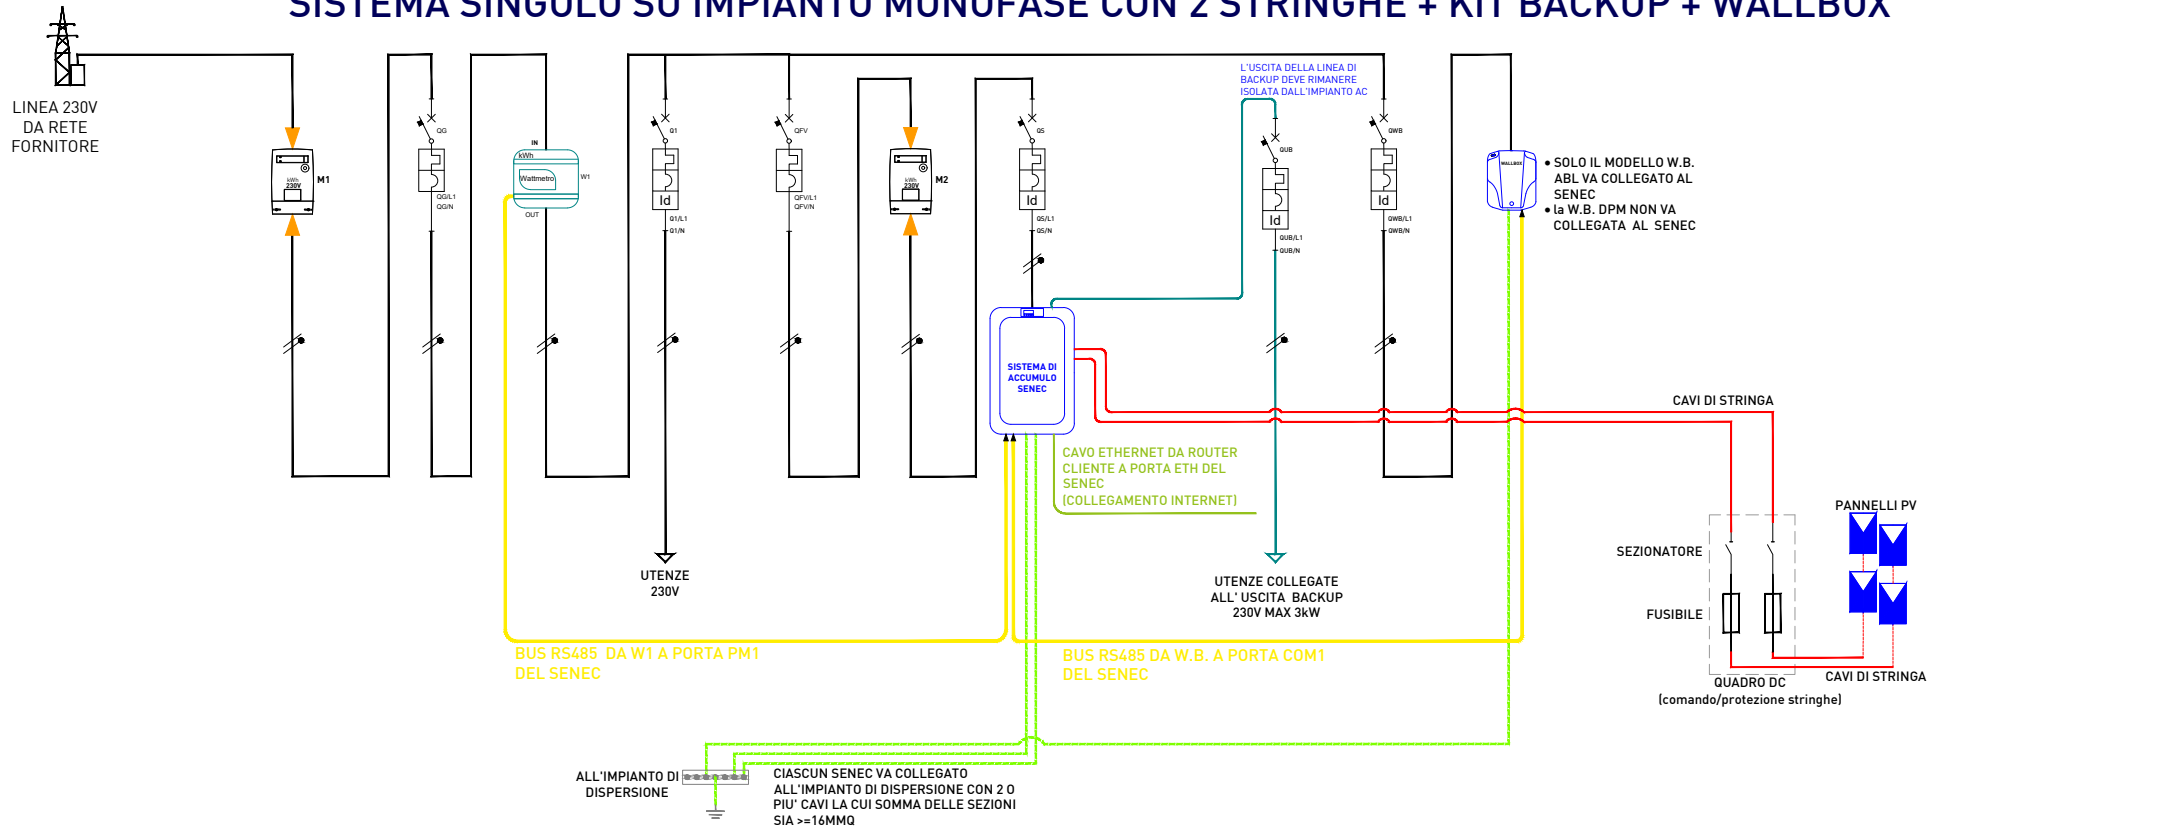 SISTEMA SINGOLO SU IMPIANTO MONOFASE CON 2 STRINGHE + KIT BACKUP + WALLBOX
LINEA 230V
DA RETE
FORNITORE
M1
kWh
230V
QG
QG/L1
QG/N
IN
kWh
Wattmetro
W1
OUT
Q1
Id
Q1/L1
Q1/N
QFV
QFV/L1
QFV/N
M2
kWh
230V
QS
Id
QS/L1
QS/N
L'USCITA DELLA LINEA DI
BACKUP DEVE RIMANERE
ISOLATA DALL'IMPIANTO AC
QUB
Id
QUB/L1
QUB/N
QWB
Id
QWB/L1
QWB/N
WALLBOX
• SOLO IL MODELLO W.B.
ABL VA COLLEGATO AL
SENEC
• la W.B. DPM NON VA
COLLEGATA AL SENEC
SISTEMA DI
ACCUMULO
SENEC
CAVI DI STRINGA
CAVO ETHERNET DA ROUTER
CLIENTE A PORTA ETH DEL
SENEC
(COLLEGAMENTO INTERNET)
PANNELLI PV
SEZIONATORE
FUSIBILE
UTENZE
230V
UTENZE COLLEGATE
ALL' USCITA BACKUP
230V MAX 3kW
BUS RS485 DA W1 A PORTA PM1
DEL SENEC
BUS RS485 DA W.B. A PORTA COM1
DEL SENEC
CAVI DI STRINGA
QUADRO DC
(comando/protezione stringhe)
ALL'IMPIANTO DI
DISPERSIONE
CIASCUN SENEC VA COLLEGATO
ALL'IMPIANTO DI DISPERSIONE CON 2 O
PIU' CAVI LA CUI SOMMA DELLE SEZIONI
SIA >=16MMQ